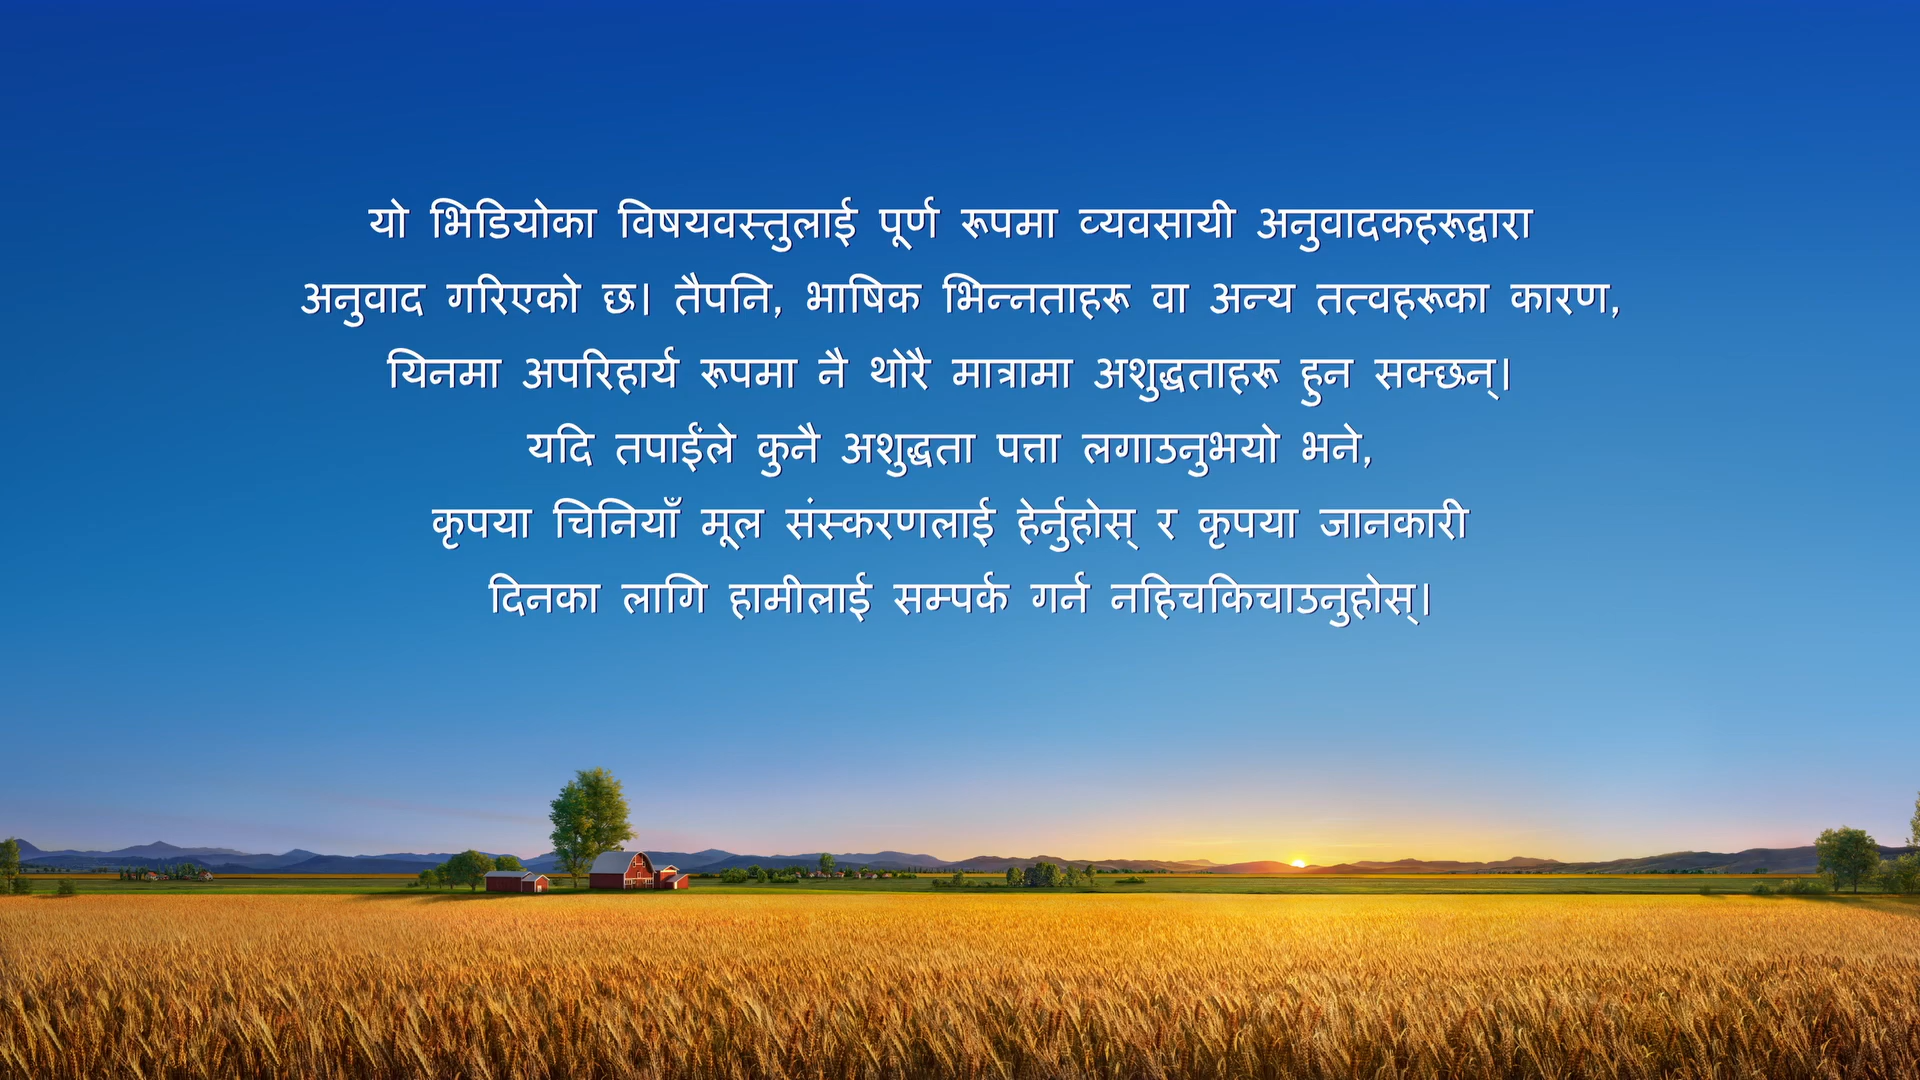 यो भिडियोका विषयवस्तुलाई पूर्ण रूपमा व्यवसायी अनुवादकहरूद्वारा
अनुवाद गरिएको छ। तैपनि, भाषिक भिन्‍नताहरू वा अन्य तत्वहरूका कारण,
यिनमा अपरिहार्य रूपमा नै थोरै मात्रामा अशुद्धताहरू हुन सक्छन्।
यदि तपाईंले कुनै अशुद्धता पत्ता लगाउनुभयो भने,
कृपया चिनियाँ मूल संस्करणलाई हेर्नुहोस् र कृपया जानकारी
दिनका लागि हामीलाई सम्पर्क गर्न नहिचकिचाउनुहोस्।